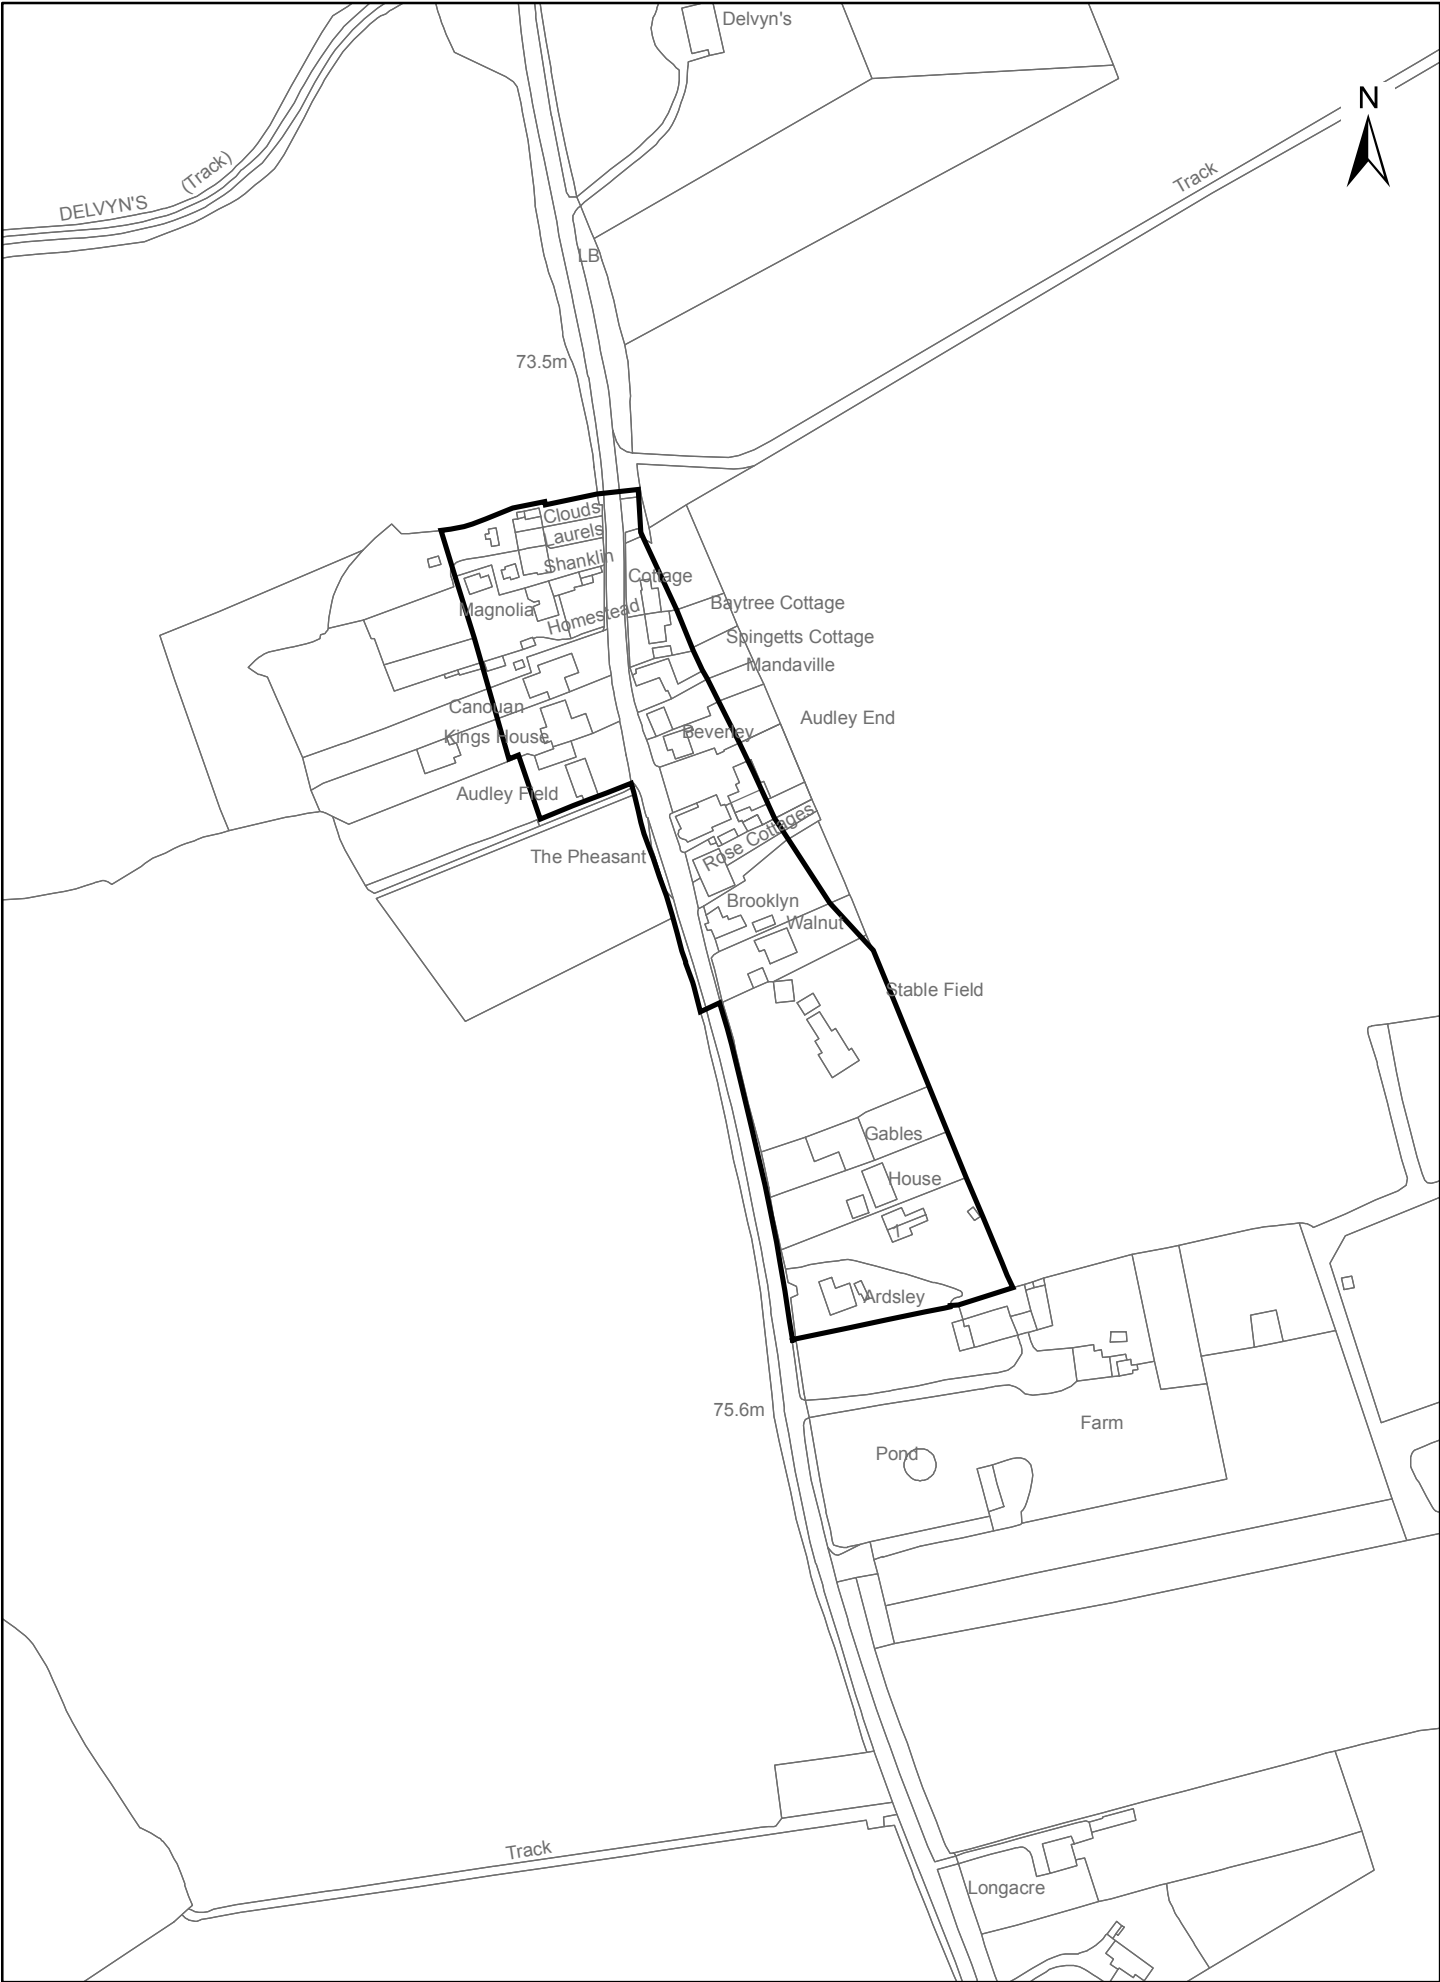 Delvyn's
N
(Track)
Track
DELVYN'S
LB
73.5m
Clouds
Laurels
Shanklin
Cottage
Baytree Cottage
Magnolia
Homestead
Spingetts Cottage
Mandaville
Canouan
Audley End
Kings House
Beverley
Audley Field
Rose Cottages
The Pheasant
Brooklyn
Walnut
Stable Field
Gables
House
Ardsley
75.6m
Farm
Pond
Track
Longacre